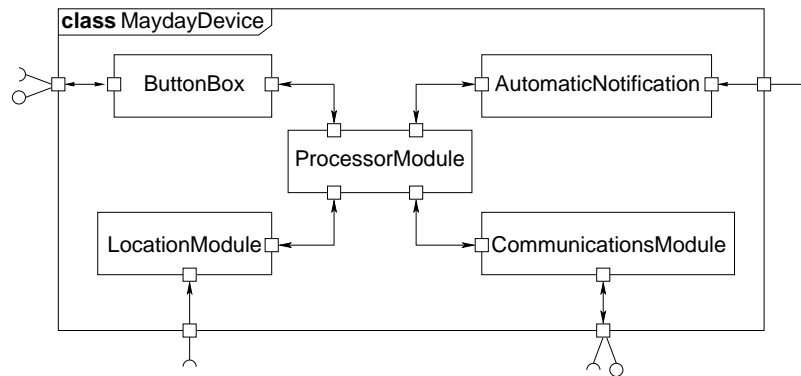 class MaydayDevice
ButtonBox
AutomaticNotification
ProcessorModule
LocationModule
CommunicationsModule